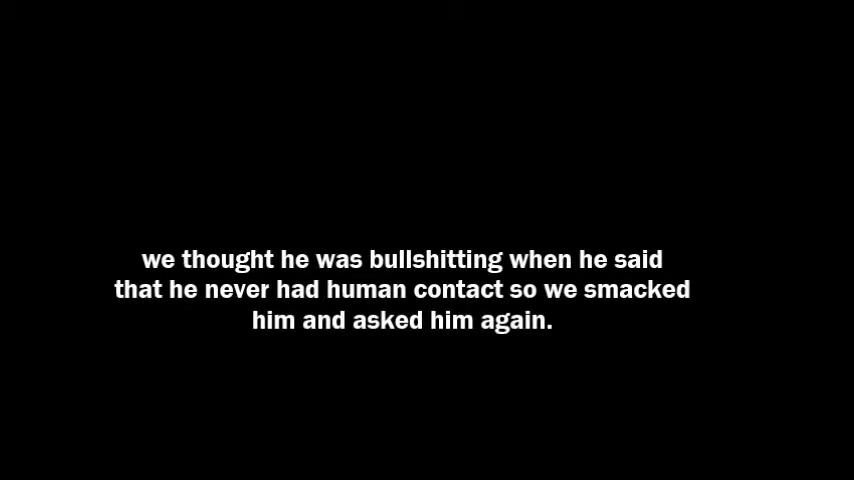 we thought he was bullshitting when he said
that he never had human contact so we smacked
him and asked him again.